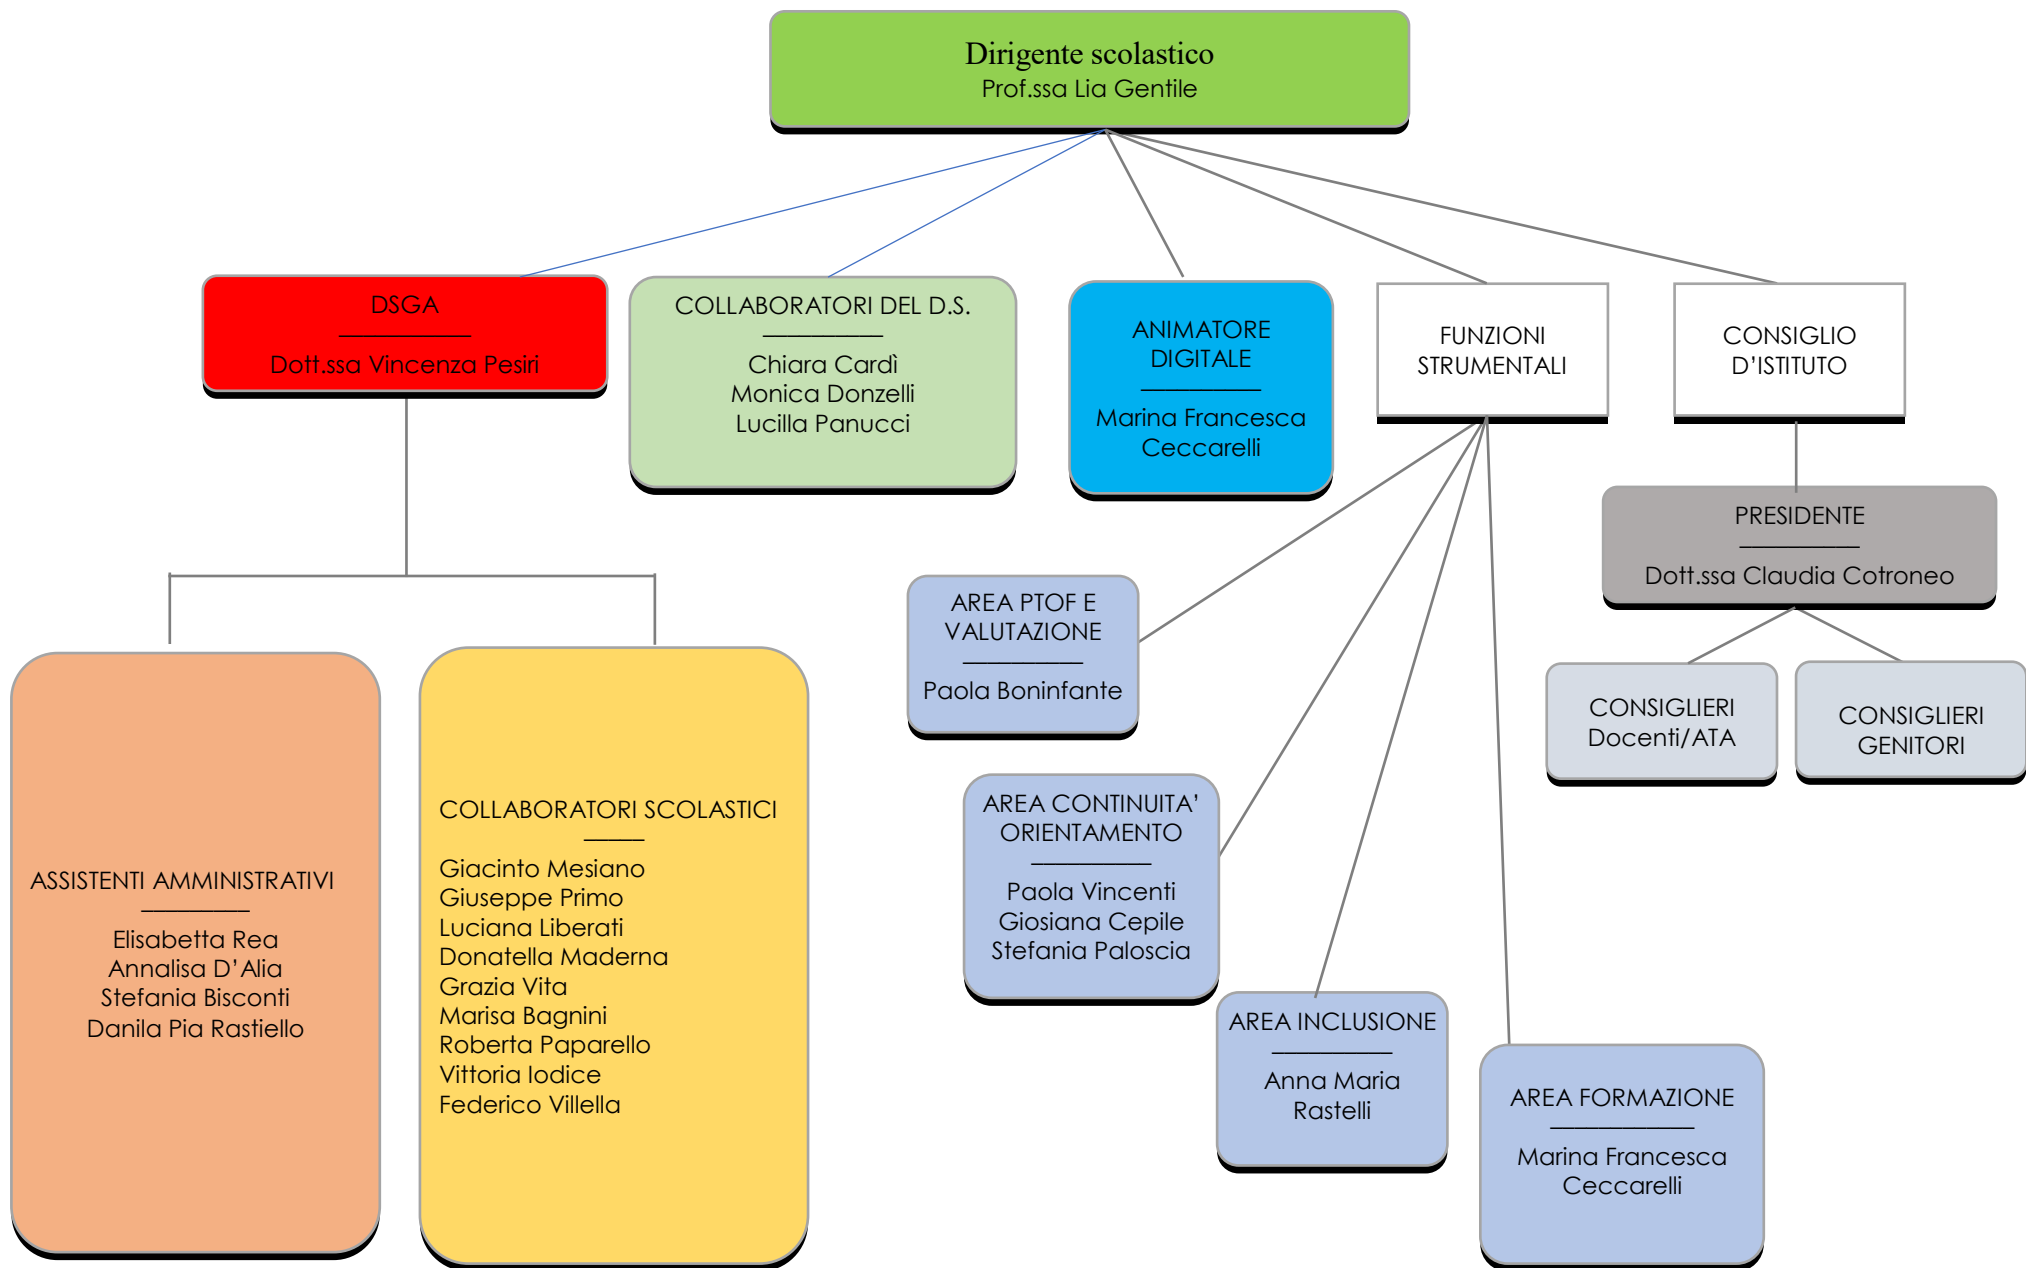 Dirigente scolastico
Prof.ssa Lia Gentile
DSGA
Dott.ssa Vincenza Pesiri
COLLABORATORI DEL D.S.
Chiara Cardì
Monica Donzelli
Lucilla Panucci
ANIMATORE
DIGITALE
Marina Francesca
Ceccarelli
FUNZIONI
STRUMENTALI
CONSIGLIO
D’ISTITUTO
PRESIDENTE
Dott.ssa Claudia Cotroneo
CONSIGLIERI
Docenti/ATA
CONSIGLIERI
GENITORI
AREA PTOF E
VALUTAZIONE
Paola Boninfante
AREA CONTINUITA’
ORIENTAMENTO
Paola Vincenti
Giosiana Cepile
Stefania Paloscia
AREA INCLUSIONE
Anna Maria
Rastelli
AREA FORMAZIONE
Marina Francesca
Ceccarelli
ASSISTENTI AMMINISTRATIVI
Elisabetta Rea
Annalisa D’Alia
Stefania Bisconti
Danila Pia Rastiello
COLLABORATORI SCOLASTICI
Giacinto Mesiano
Giuseppe Primo
Luciana Liberati
Donatella Maderna
Grazia Vita
Marisa Bagnini
Roberta Paparello
Vittoria Iodice
Federico Villella